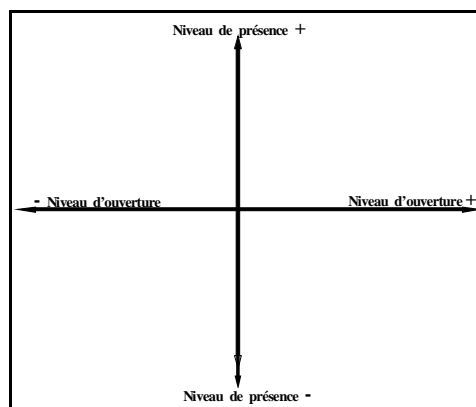 Niveau de présence +
- Niveau d'ouverture
Niveau d'ouverture +
Niveau de présence -